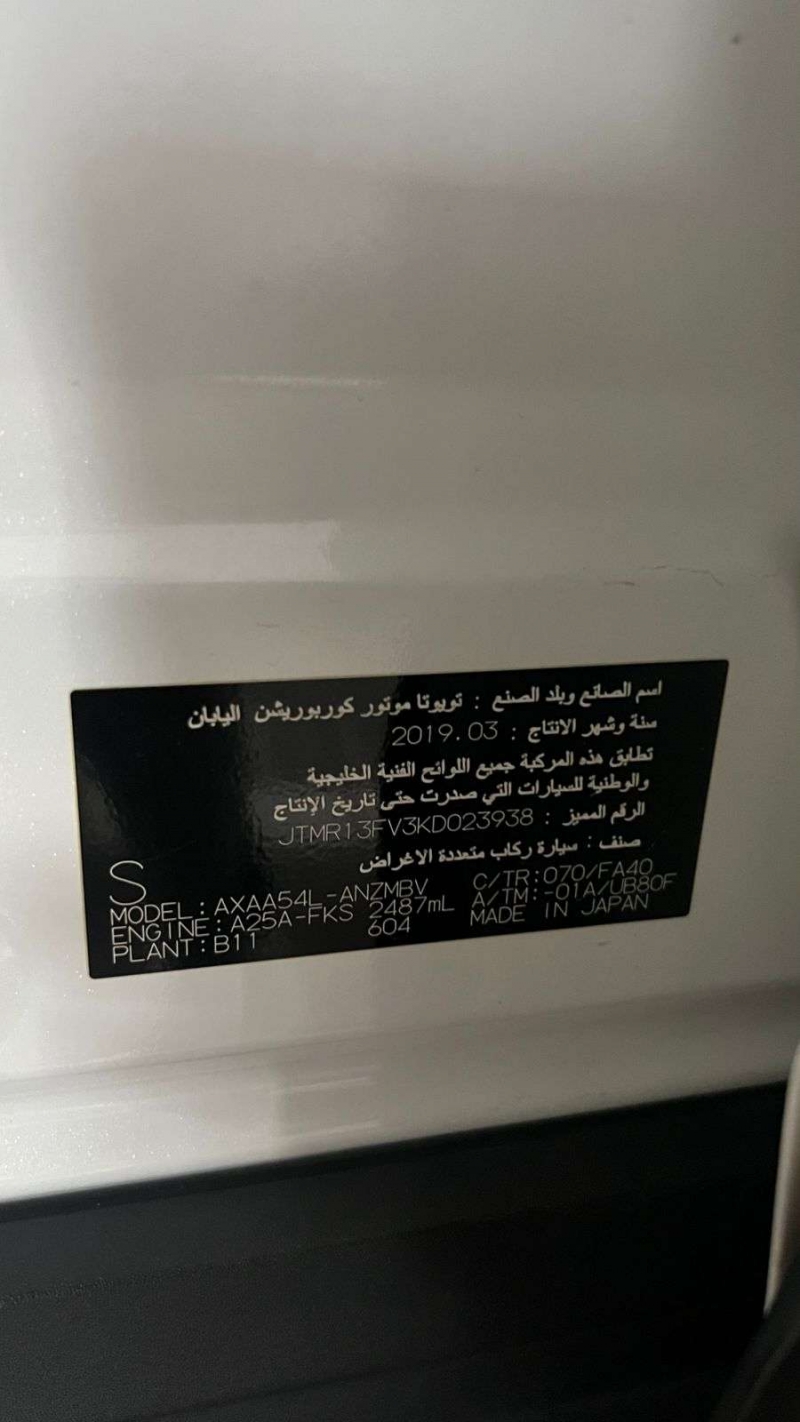 اسم الصانع وبلد الصنع : تويوتا موتور كوربوريشن اليابان
سنة وشهر الانتاج : 2019.03
تطابق هذه المركبة جميع اللوائح الفنية الخليجية
والوطنية للسيارات التي صدرت حتى تاريخ الإنتاج
الرقم المميز : JTMR13FV3KD023938
صنف : سيارة ركاب متعددة الاغراض
S
MODEL : AXAA54L-ANZMBV C/TR:070/FA40
ENGINE : A25A-FKS 2487mL A/TM:-01A/UB80F
PLANT : B11 604 MADE IN JAPAN